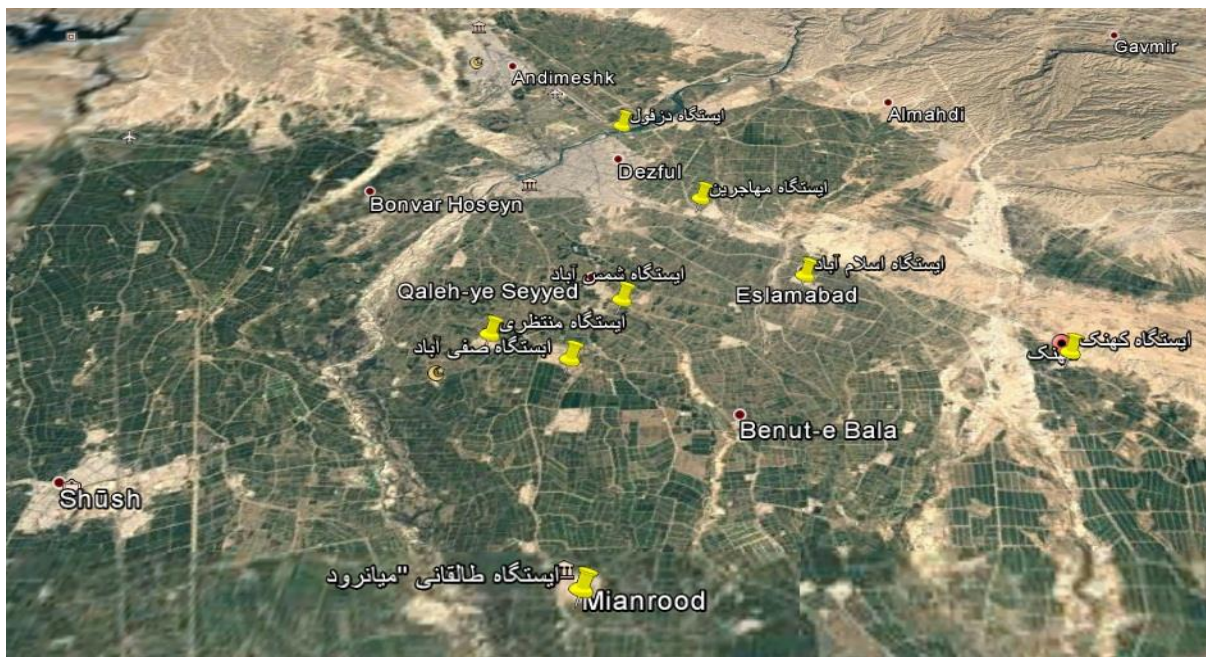 Gavmir
Andimeshk
Almahdi
ایستگاه دزفول
Dezful
ایستگاه مهاجرین
Bonvar Hoseyn
ایستگاه اسلام آباد
ایستگاه شمس آباد
Qaleh-ye Seyyed
Eslamabad
ایستگاه منتظری
ایستگاه کهنک
ایستگاه صفی آباد
کهنک
Benut-e Bala
Shūsh
ایستگاه طالقانی "میانرود
Mianrood